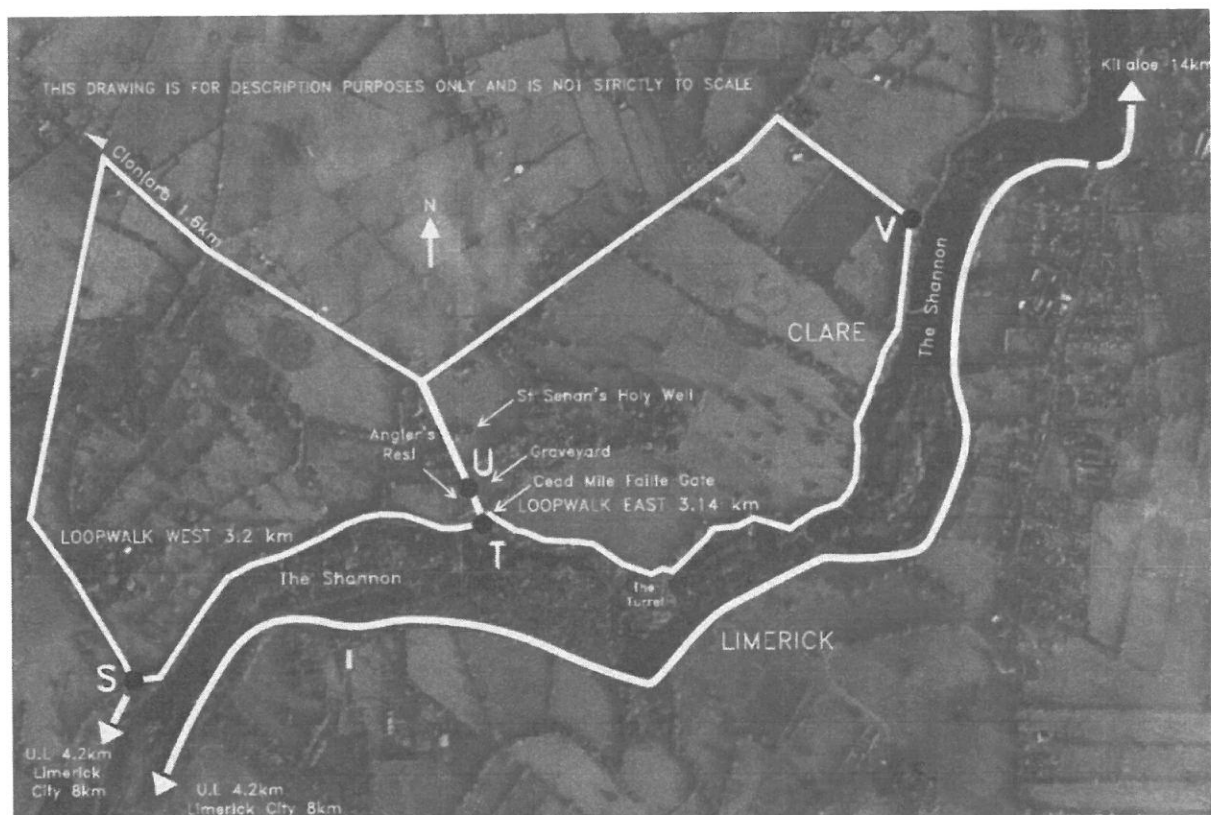 THIS DRAWING IS FOR DESCRIPTION PURPOSES ONLY AND IS NOT STRICTLY TO SCALE
Killaloe 14km
Clonlara 1.6km
N
V
The Shannon
CLARE
St Senan's Holy Well
Angler's
Rest
U
Graveyard
Cead Mile Failte Gate
LOOPWALK EAST 3.14 km
LOOPWALK WEST 3.2 km
T
The Shannon
The
Turret
LIMERICK
S
U.L 4.2km
Limerick
City 8km
U.L 4.2km
Limerick City 8km